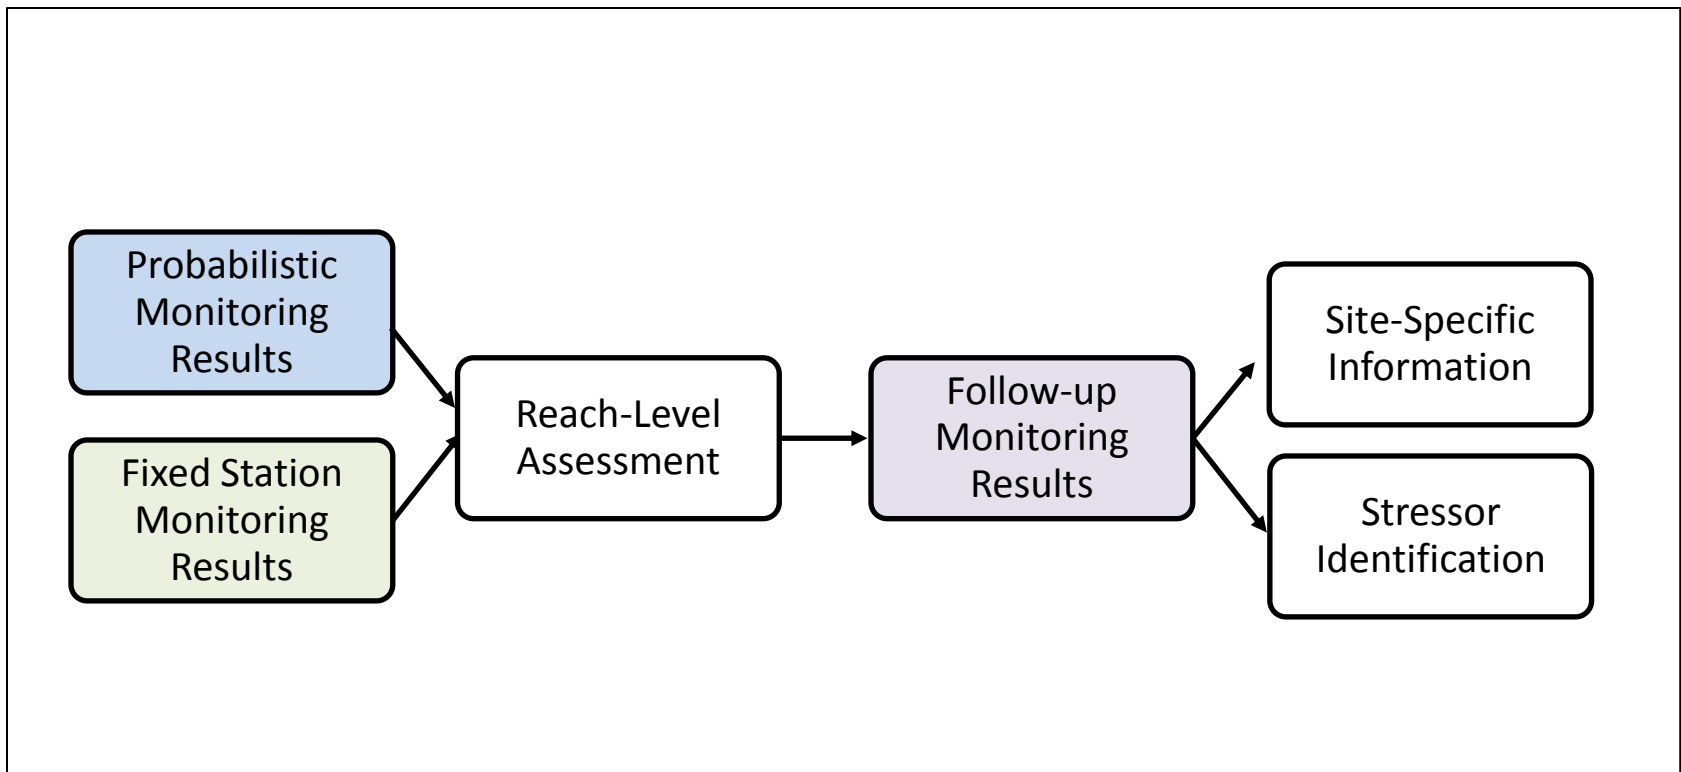 Probabilistic
Monitoring
Results
Fixed Station
Monitoring
Results
Reach-Level
Assessment
Follow-up
Monitoring
Results
Site-Specific
Information
Stressor
Identification